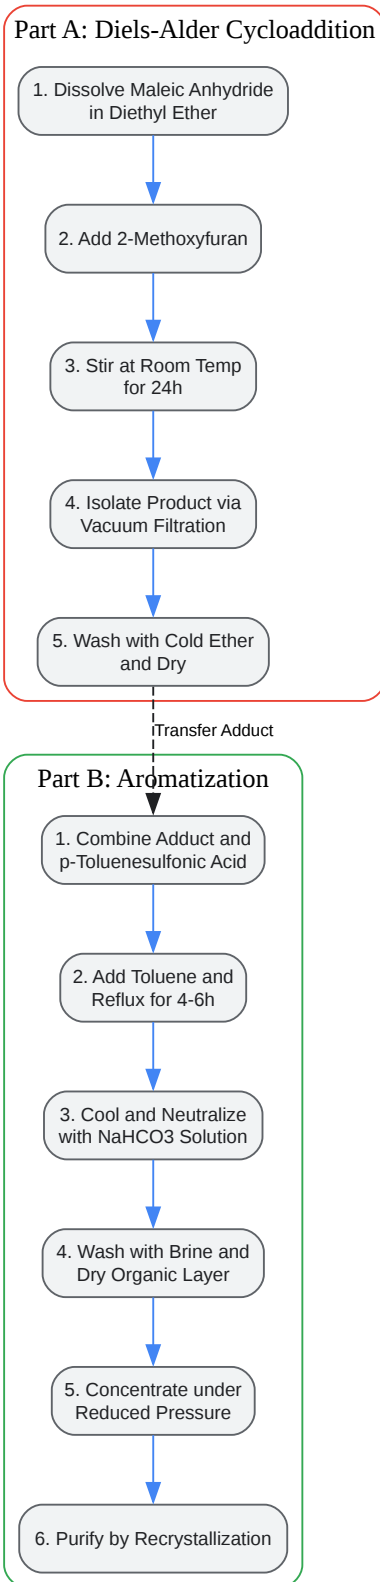 Part A: Diels-Alder Cycloaddition
1. Dissolve Maleic Anhydride
in Diethyl Ether
2. Add 2-Methoxyfuran
3. Stir at Room Temp
for 24h
4. Isolate Product via
Vacuum Filtration
5. Wash with Cold Ether
and Dry
Transfer Adduct
Part B: Aromatization
1. Combine Adduct and
p-Toluenesulfonic Acid
2. Add Toluene and
Reflux for 4-6h
3. Cool and Neutralize
with NaHCO3 Solution
4. Wash with Brine and
Dry Organic Layer
5. Concentrate under
Reduced Pressure
6. Purify by Recrystallization